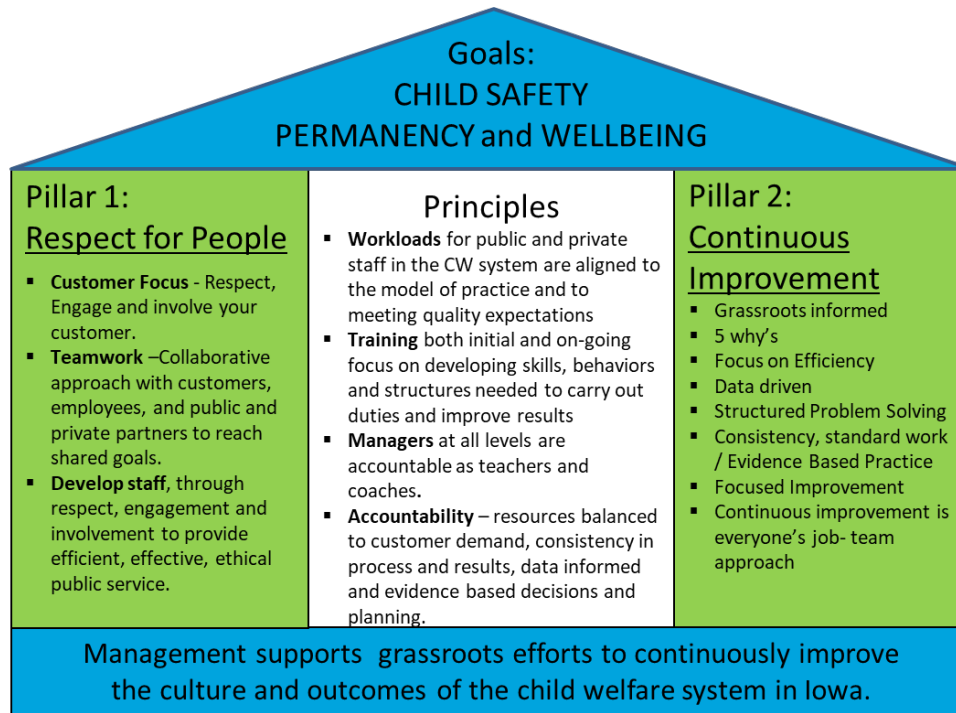 Goals:
CHILD SAFETY
PERMANENCY and WELLBEING
Pillar 1:
Respect for People
▪ Customer Focus - Respect,
Engage and involve your
customer.
▪ Teamwork –Collaborative
approach with customers,
employees, and public and
private partners to reach
shared goals.
▪ Develop staff, through
respect, engagement and
involvement to provide
efficient, effective, ethical
public service.
Principles
▪ Workloads for public and private
staff in the CW system are aligned to
the model of practice and to
meeting quality expectations
▪ Training both initial and on-going
focus on developing skills, behaviors
and structures needed to carry out
duties and improve results
▪ Managers at all levels are
accountable as teachers and
coaches.
▪ Accountability – resources balanced
to customer demand, consistency in
process and results, data informed
and evidence based decisions and
planning.
Pillar 2:
Continuous
Improvement
▪ Grassroots informed
▪ 5 why's
▪ Focus on Efficiency
▪ Data driven
▪ Structured Problem Solving
▪ Consistency, standard work
/ Evidence Based Practice
▪ Focused Improvement
▪ Continuous improvement is
everyone's job- team
approach
Management supports grassroots efforts to continuously improve
the culture and outcomes of the child welfare system in Iowa.